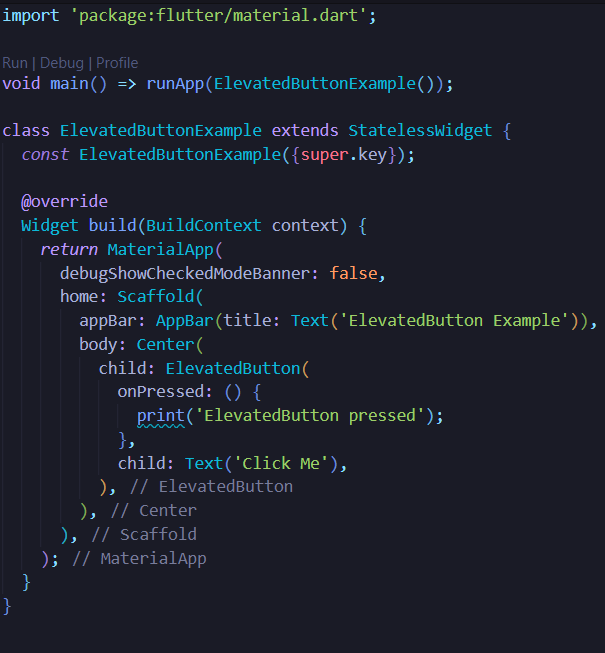 import 'package:flutter/material.dart';
Run | Debug | Profile
void main() => runApp(ElevatedButtonExample());
class ElevatedButtonExample extends StatelessWidget {
  const ElevatedButtonExample({super.key});
  @override
  Widget build(BuildContext context) {
    return MaterialApp(
      debugShowCheckedModeBanner: false,
      home: Scaffold(
        appBar: AppBar(title: Text('ElevatedButton Example')),
        body: Center(
          child: ElevatedButton(
            onPressed: () {
              print('ElevatedButton pressed');
            },
            child: Text('Click Me'),
          ), // ElevatedButton
        ), // Center
      ), // Scaffold
    ); // MaterialApp
  }
}